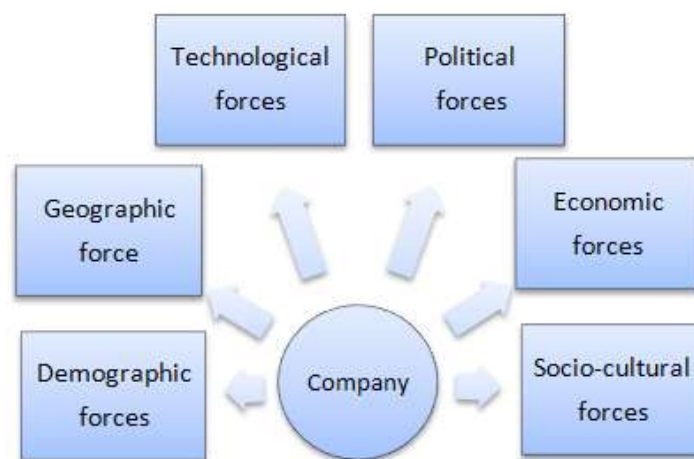 Technological
forces
Political
forces
Geographic
force
Economic
forces
Demographic
forces
Company
Socio-cultural
forces